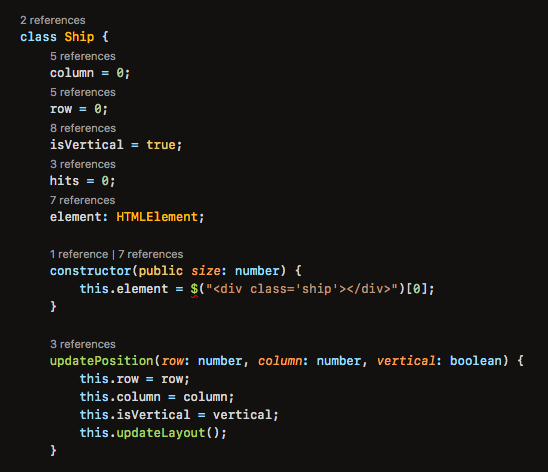 2 references
class Ship {
5 references
column = 0;
5 references
row = 0;
8 references
isVertical = true;
3 references
hits = 0;
7 references
element: HTMLElement;
1 reference | 7 references
constructor(public size: number) {
this.element = $("<div class='ship'></div>")[0];
}
3 references
updatePosition(row: number, column: number, vertical: boolean) {
this.row = row;
this.column = column;
this.isVertical = vertical;
this.updateLayout();
}